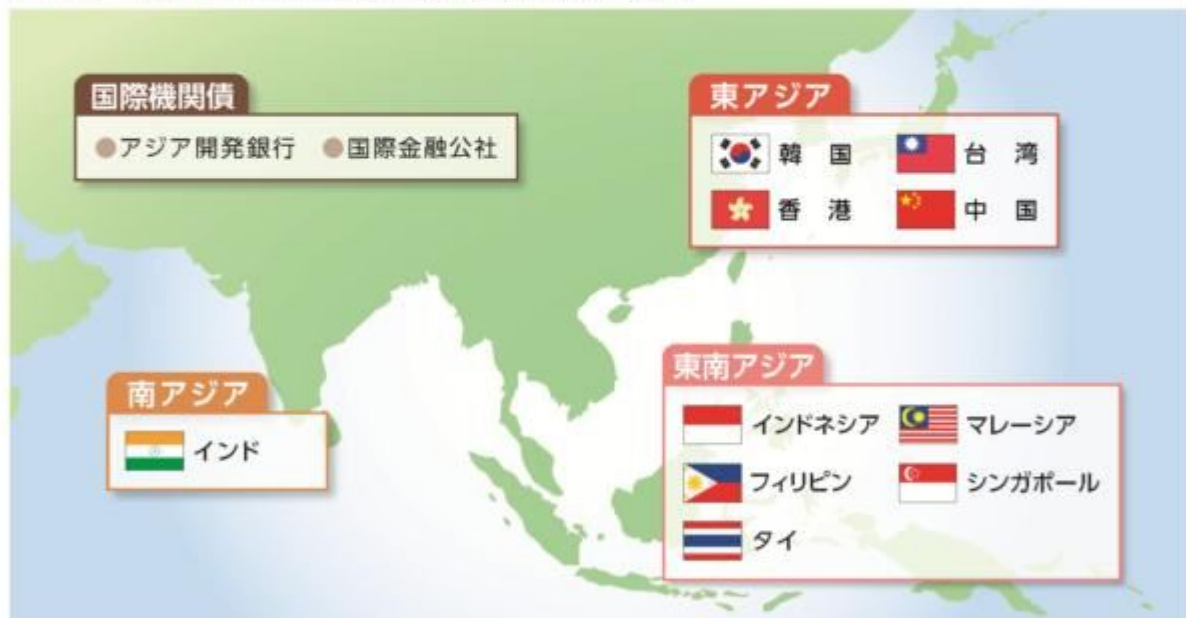 国際機関債
●アジア開発銀行 ●国際金融公社
東アジア
韓国 台湾
香港 中国
南アジア
インド
東南アジア
インドネシア マレーシア
フィリピン シンガポール
タイ